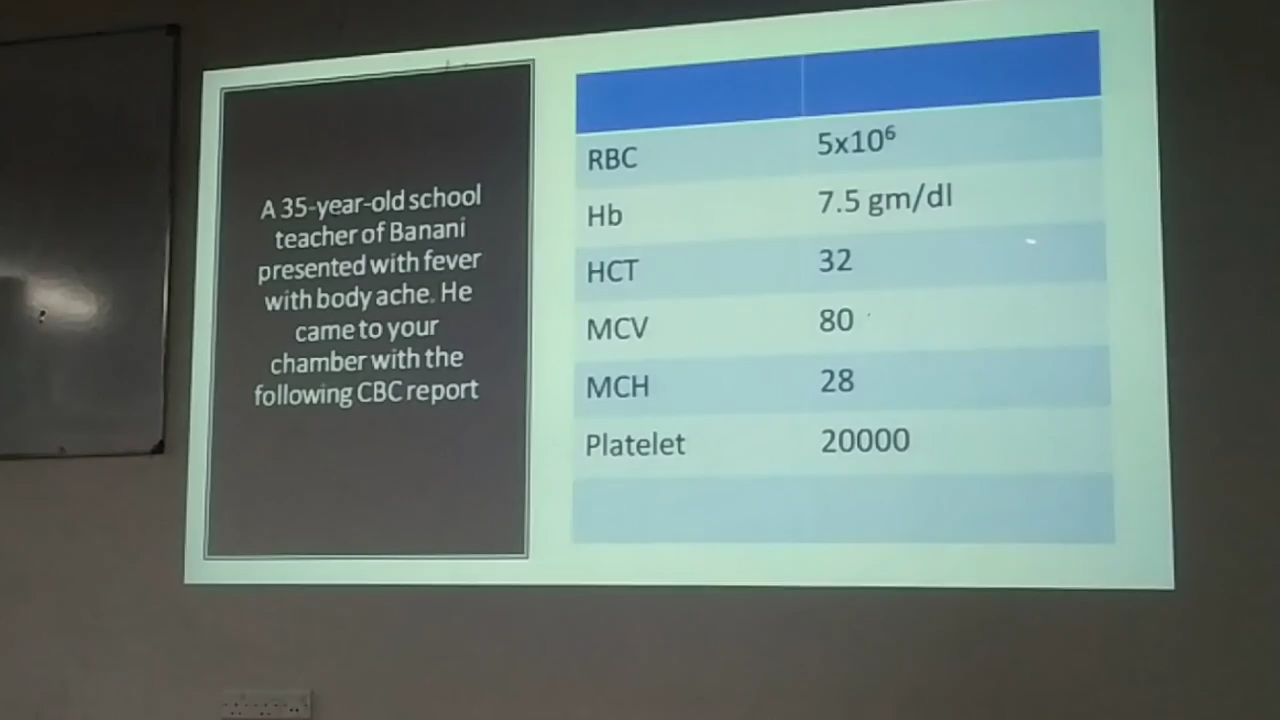 A 35-year-old school
teacher of Banani
presented with fever
with body ache. He
came to your
chamber with the
following CBC report
RBC 5x10⁶
Hb 7.5 gm/dl
HCT 32
MCV 80
MCH 28
Platelet 20000